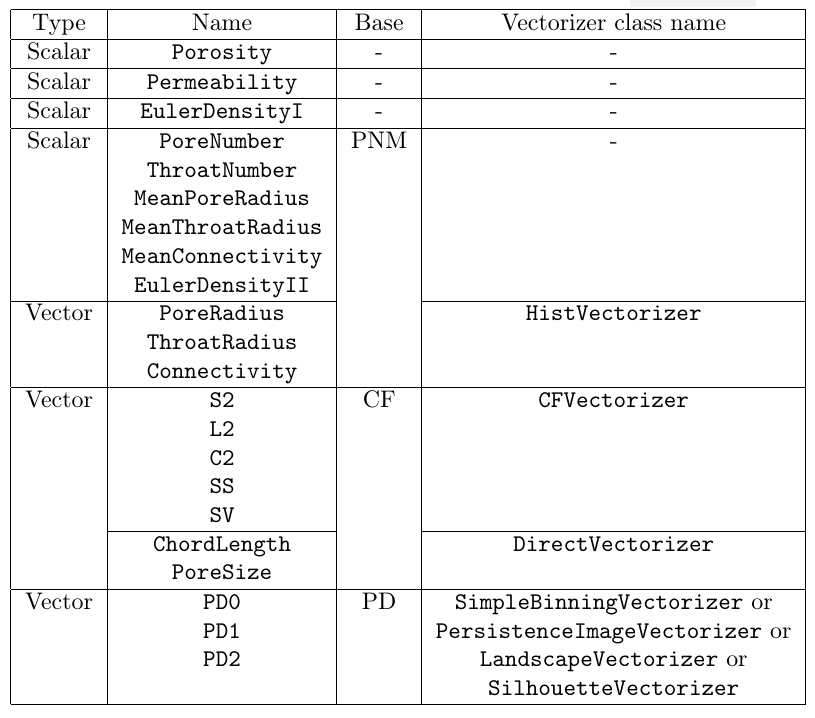 Type Name Base Vectorizer class name
Scalar Porosity - -
Scalar Permeability - -
Scalar EulerDensityI - -
Scalar PoreNumber PNM -
ThroatNumber
MeanPoreRadius
MeanThroatRadius
MeanConnectivity
EulerDensityII
Vector PoreRadius HistVectorizer
ThroatRadius
Connectivity
Vector S2 CF CFVectorizer
L2
C2
SS
SV
ChordLength DirectVectorizer
PoreSize
Vector PD0 PD SimpleBinningVectorizer or
PD1 PersistenceImageVectorizer or
PD2 LandscapeVectorizer or
SilhouetteVectorizer